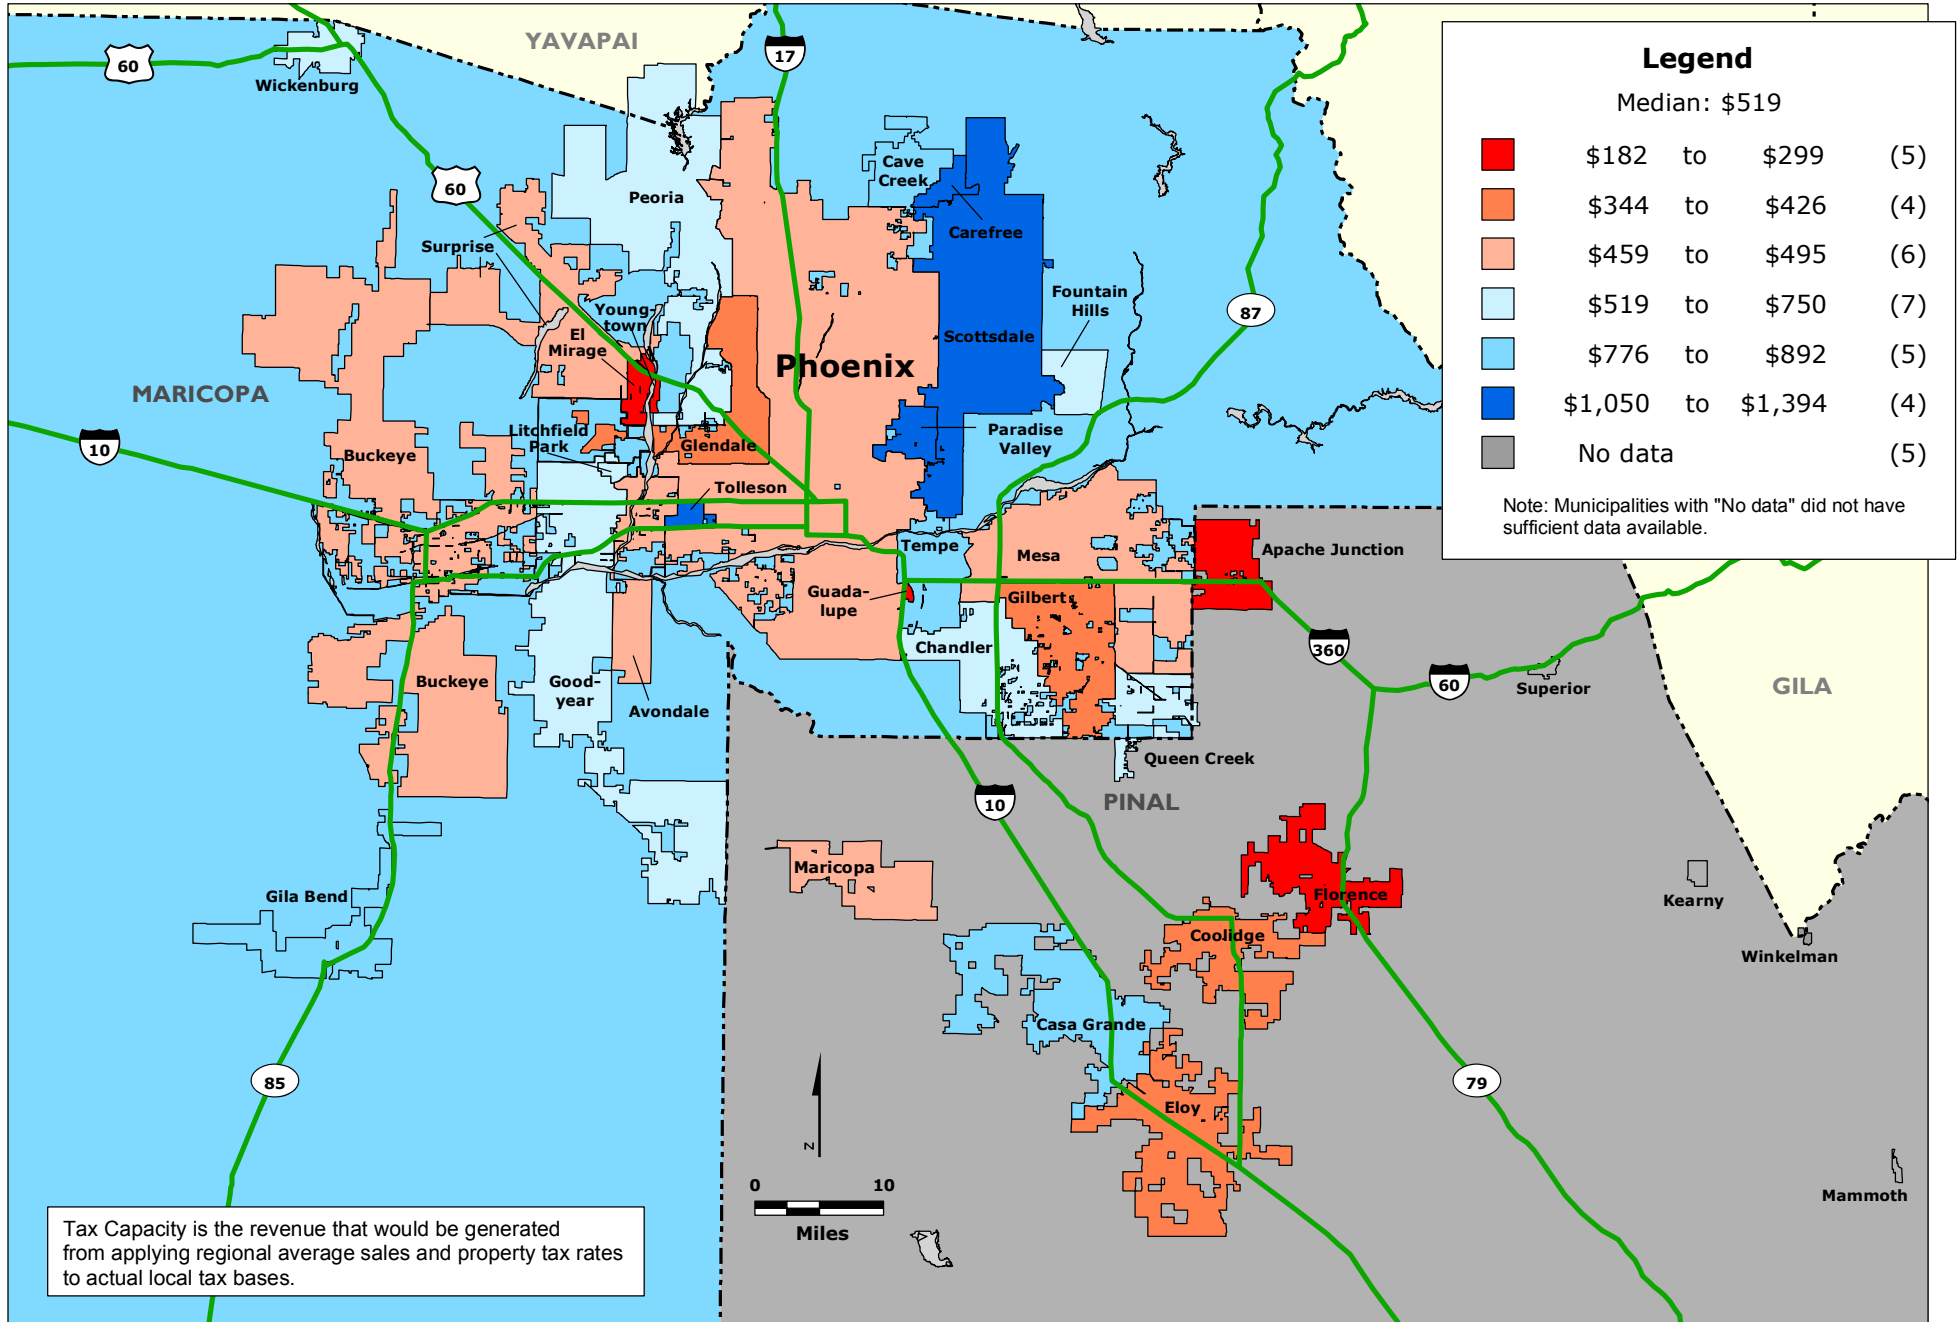 YAVAPAI
17
60
Wickenburg
Legend
Median: $519
$182 to $299 (5)
$344 to $426 (4)
$459 to $495 (6)
$519 to $750 (7)
$776 to $892 (5)
$1,050 to $1,394 (4)
No data (5)
Note: Municipalities with "No data" did not have
sufficient data available.
Cave
Creek
60
Peoria
Carefree
Surprise
Fountain
Hills
87
Young-
town
El
Mirage
Scottsdale
Phoenix
MARICOPA
Litchfield
Park
Paradise
Valley
Glendale
10
Buckeye
Tolleson
Tempe
Mesa
Apache Junction
Guada-
lupe
Gilbert
Chandler
360
60
Superior
GILA
Buckeye
Good-
year
Avondale
Queen Creek
10
PINAL
Maricopa
Gila Bend
Florence
Kearny
Coolidge
Winkelman
Casa Grande
85
79
Eloy
N
0 10
Miles
Mammoth
Tax Capacity is the revenue that would be generated
from applying regional average sales and property tax rates
to actual local tax bases.